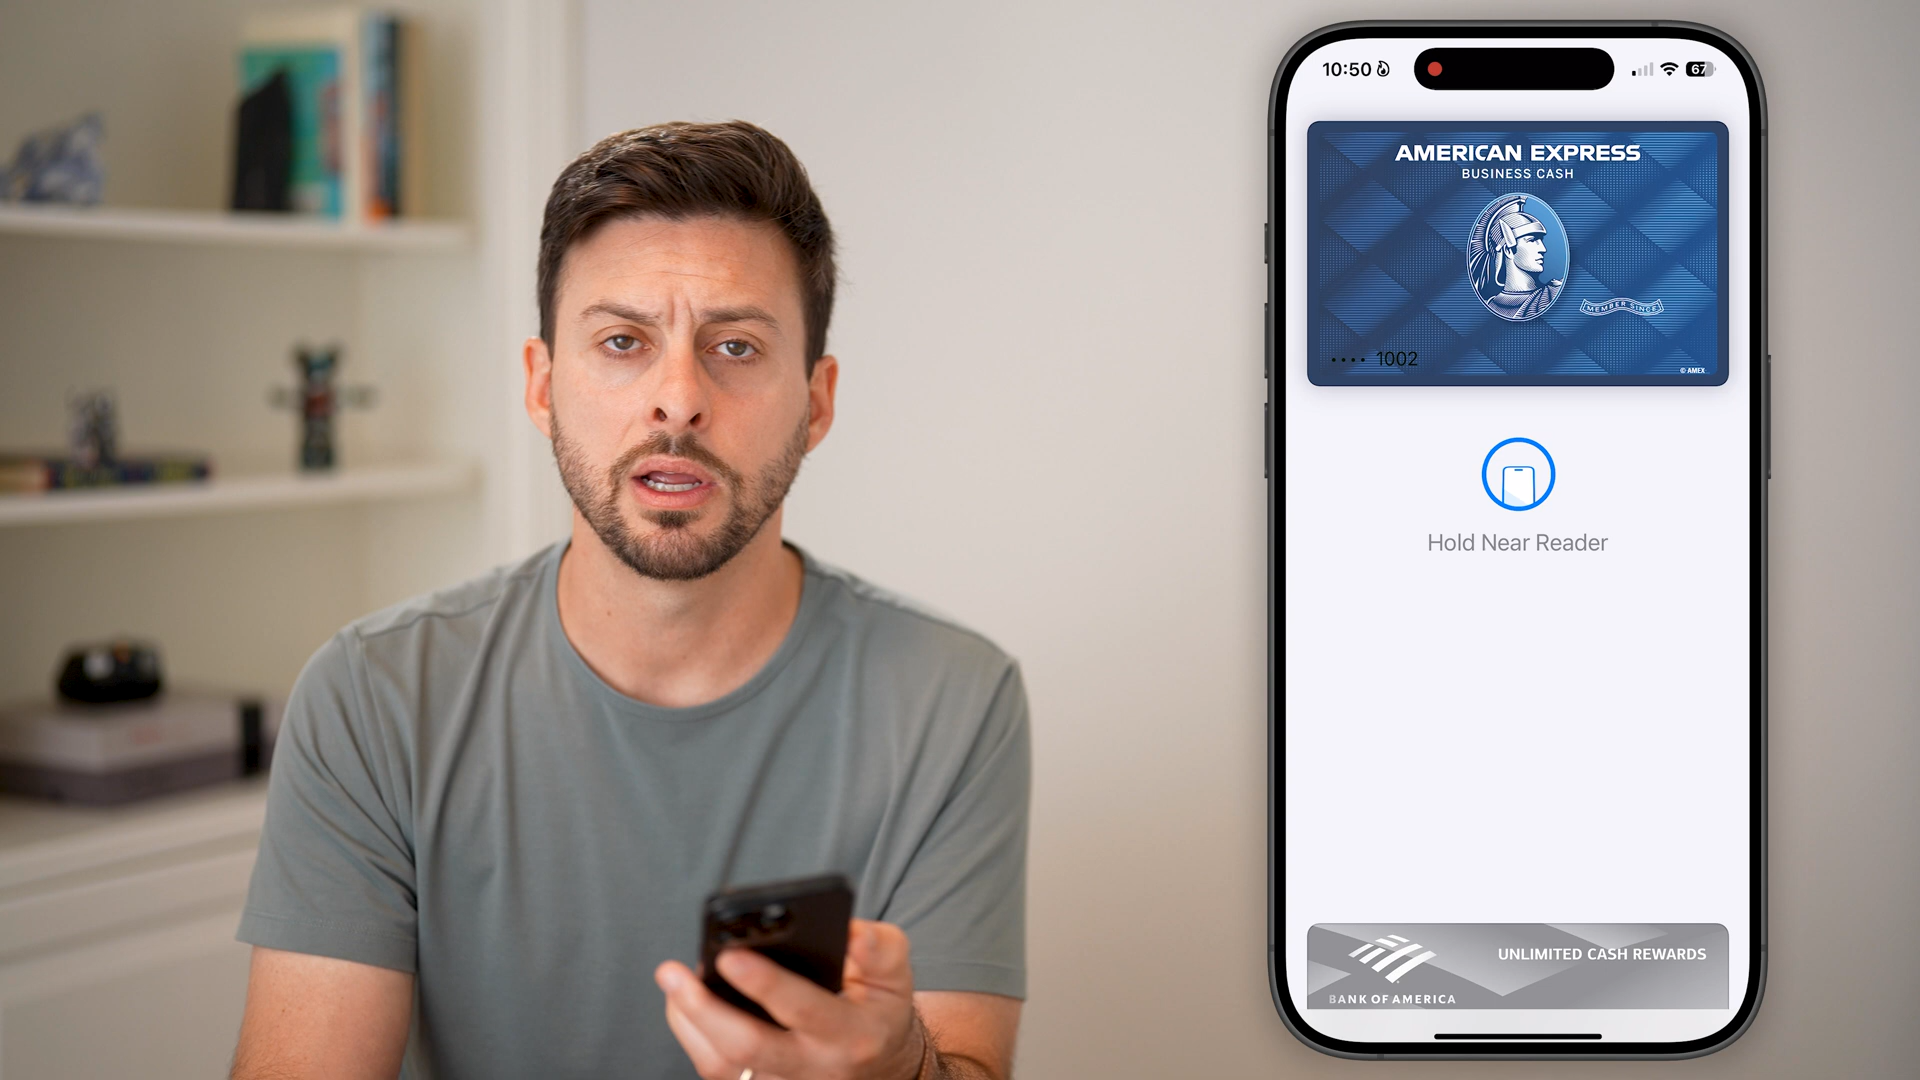 10:50
67
AMERICAN EXPRESS
BUSINESS CASH
MEMBER SINCE
•••• 1002
© AMEX
Hold Near Reader
UNLIMITED CASH REWARDS
BANK OF AMERICA